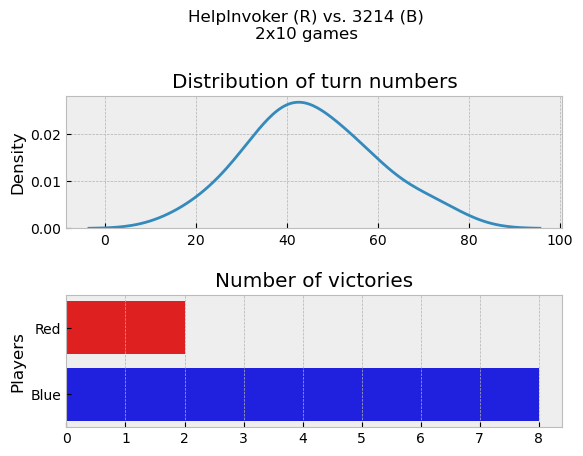 HelpInvoker (R) vs. 3214 (B)
2x10 games
Distribution of turn numbers
Density
0.02
0.01
0.00
0 20 40 60 80 100
Number of victories
Players
Red
Blue
0 1 2 3 4 5 6 7 8